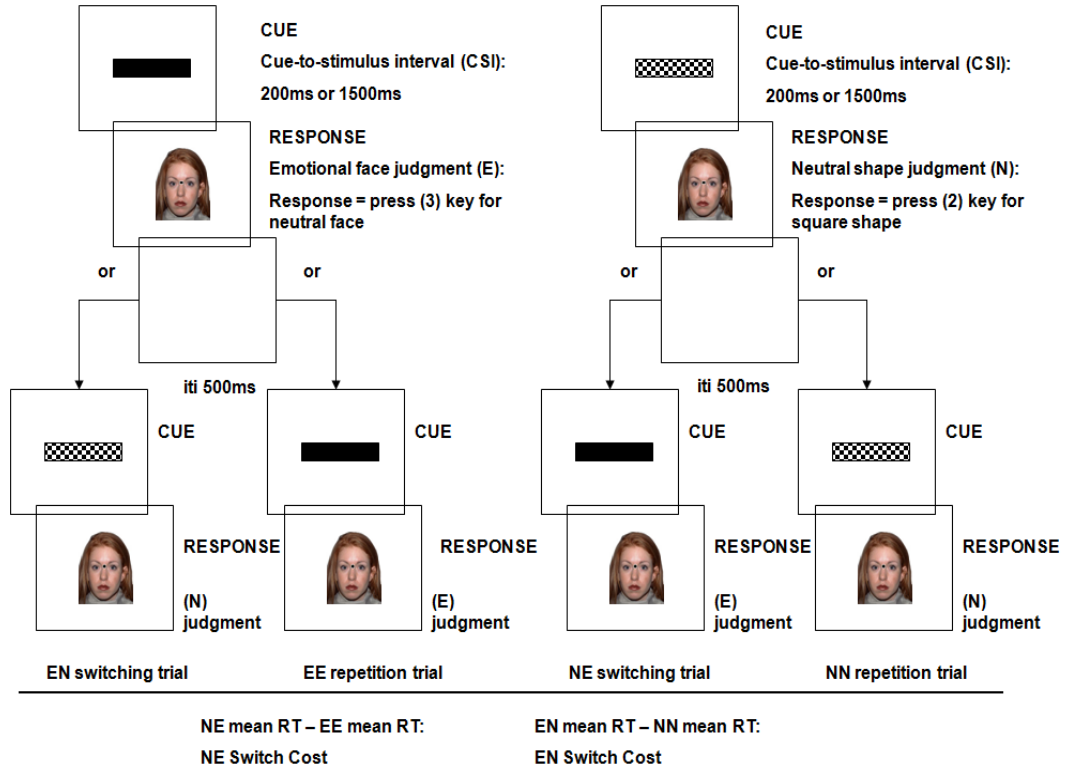 CUE
Cue-to-stimulus interval (CSI):
200ms or 1500ms
RESPONSE
Emotional face judgment (E):
Response = press (3) key for
neutral face
or
or
iti 500ms
CUE
CUE
RESPONSE
(N)
judgment
RESPONSE
(E)
judgment
EN switching trial
EE repetition trial
CUE
Cue-to-stimulus interval (CSI):
200ms or 1500ms
RESPONSE
Neutral shape judgment (N):
Response = press (2) key for
square shape
or
or
iti 500ms
CUE
CUE
RESPONSE
(E)
judgment
RESPONSE
(N)
judgment
NE switching trial
NN repetition trial
NE mean RT – EE mean RT:
NE Switch Cost
EN mean RT – NN mean RT:
EN Switch Cost